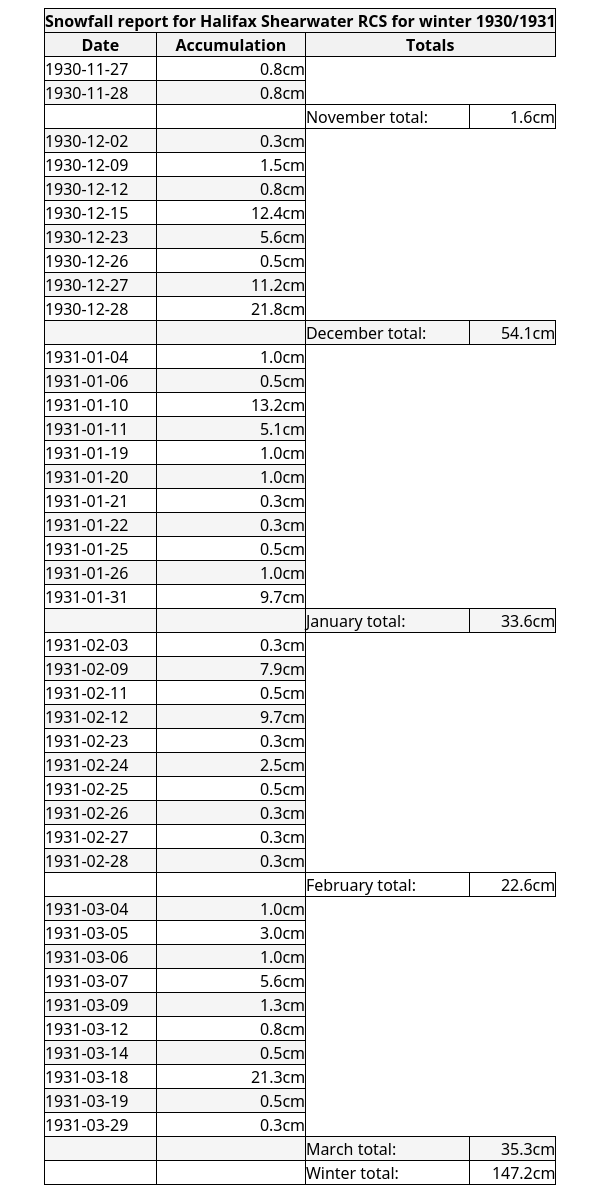 Snowfall report for Halifax Shearwater RCS for winter 1930/1931
Date Accumulation Totals
1930-11-27 0.8cm
1930-11-28 0.8cm
November total: 1.6cm
1930-12-02 0.3cm
1930-12-09 1.5cm
1930-12-12 0.8cm
1930-12-15 12.4cm
1930-12-23 5.6cm
1930-12-26 0.5cm
1930-12-27 11.2cm
1930-12-28 21.8cm
December total: 54.1cm
1931-01-04 1.0cm
1931-01-06 0.5cm
1931-01-10 13.2cm
1931-01-11 5.1cm
1931-01-19 1.0cm
1931-01-20 1.0cm
1931-01-21 0.3cm
1931-01-22 0.3cm
1931-01-25 0.5cm
1931-01-26 1.0cm
1931-01-31 9.7cm
January total: 33.6cm
1931-02-03 0.3cm
1931-02-09 7.9cm
1931-02-11 0.5cm
1931-02-12 9.7cm
1931-02-23 0.3cm
1931-02-24 2.5cm
1931-02-25 0.5cm
1931-02-26 0.3cm
1931-02-27 0.3cm
1931-02-28 0.3cm
February total: 22.6cm
1931-03-04 1.0cm
1931-03-05 3.0cm
1931-03-06 1.0cm
1931-03-07 5.6cm
1931-03-09 1.3cm
1931-03-12 0.8cm
1931-03-14 0.5cm
1931-03-18 21.3cm
1931-03-19 0.5cm
1931-03-29 0.3cm
March total: 35.3cm
Winter total: 147.2cm